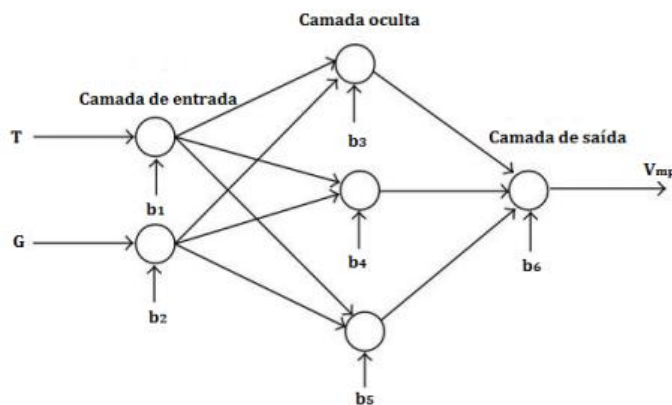 Camada oculta
Camada de entrada
b3
Camada de saída
T
Vmp
b1
b4
G
b6
b2
b5